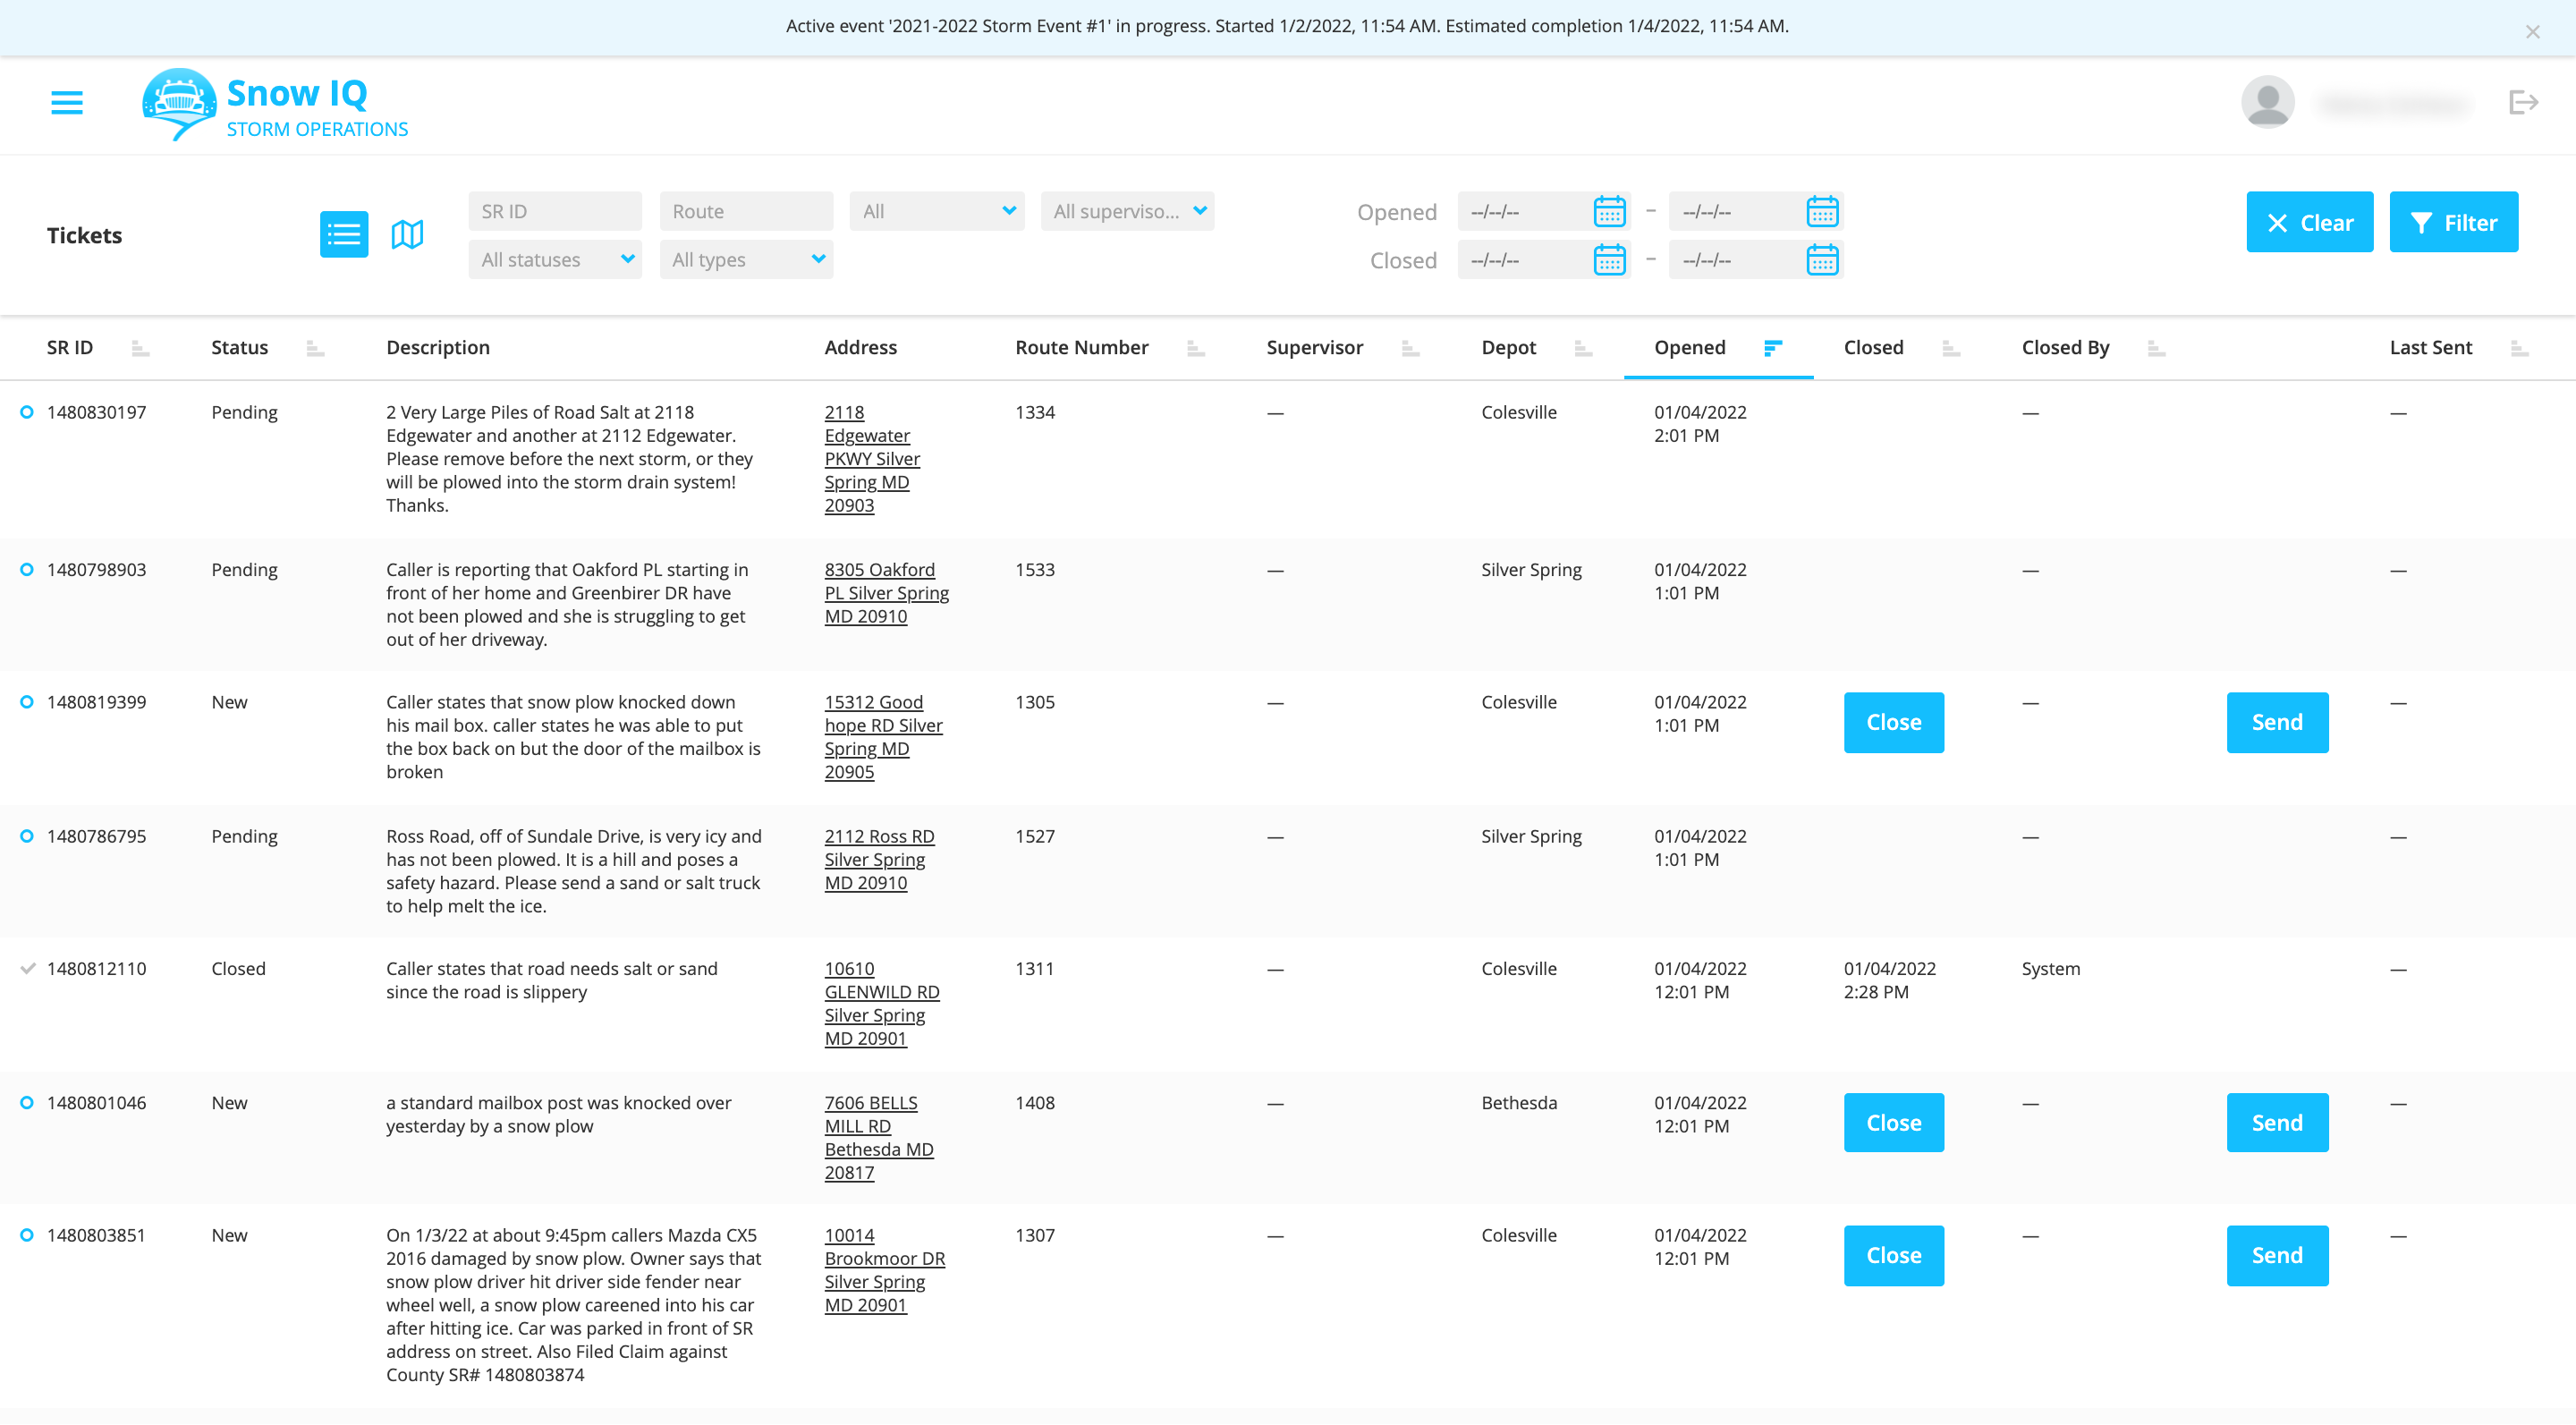 Active event '2021-2022 Storm Event #1' in progress. Started 1/2/2022, 11:54 AM. Estimated completion 1/4/2022, 11:54 AM.
Snow IQ
STORM OPERATIONS
Tickets
SR ID
Route
All
All superviso...
All statuses
All types
Opened
--/--/--
–
--/--/--
Closed
--/--/--
–
--/--/--
Clear
Filter
SR ID Status Description Address Route Number Supervisor Depot Opened Closed Closed By Last Sent
1480830197
Pending
2 Very Large Piles of Road Salt at 2118
Edgewater and another at 2112 Edgewater.
Please remove before the next storm, or they
will be plowed into the storm drain system!
Thanks.
2118
Edgewater
PKWY Silver
Spring MD
20903
1334
—
Colesville
01/04/2022
2:01 PM
—
—
1480798903
Pending
Caller is reporting that Oakford PL starting in
front of her home and Greenbirer DR have
not been plowed and she is struggling to get
out of her driveway.
8305 Oakford
PL Silver Spring
MD 20910
1533
—
Silver Spring
01/04/2022
1:01 PM
—
—
1480819399
New
Caller states that snow plow knocked down
his mail box. caller states he was able to put
the box back on but the door of the mailbox is
broken
15312 Good
hope RD Silver
Spring MD
20905
1305
—
Colesville
01/04/2022
1:01 PM
Close
—
Send
—
1480786795
Pending
Ross Road, off of Sundale Drive, is very icy and
has not been plowed. It is a hill and poses a
safety hazard. Please send a sand or salt truck
to help melt the ice.
2112 Ross RD
Silver Spring
MD 20910
1527
—
Silver Spring
01/04/2022
1:01 PM
—
—
1480812110
Closed
Caller states that road needs salt or sand
since the road is slippery
10610
GLENWILD RD
Silver Spring
MD 20901
1311
—
Colesville
01/04/2022
12:01 PM
01/04/2022
2:28 PM
System
—
1480801046
New
a standard mailbox post was knocked over
yesterday by a snow plow
7606 BELLS
MILL RD
Bethesda MD
20817
1408
—
Bethesda
01/04/2022
12:01 PM
Close
—
Send
—
1480803851
New
On 1/3/22 at about 9:45pm callers Mazda CX5
2016 damaged by snow plow. Owner says that
snow plow driver hit driver side fender near
wheel well, a snow plow careened into his car
after hitting ice. Car was parked in front of SR
address on street. Also Filed Claim against
County SR# 1480803874
10014
Brookmoor DR
Silver Spring
MD 20901
1307
—
Colesville
01/04/2022
12:01 PM
Close
—
Send
—